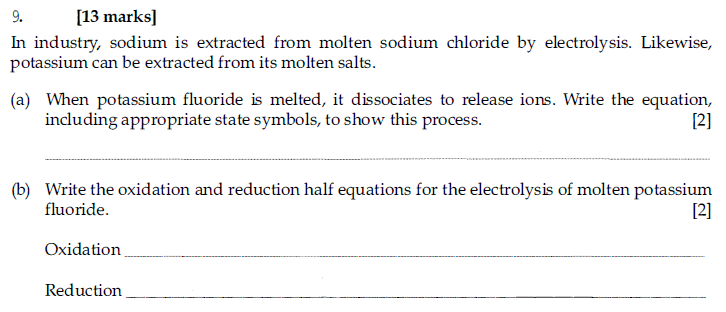 9. [13 marks]
In industry, sodium is extracted from molten sodium chloride by electrolysis. Likewise,
potassium can be extracted from its molten salts.
(a) When potassium fluoride is melted, it dissociates to release ions. Write the equation,
including appropriate state symbols, to show this process. [2]
(b) Write the oxidation and reduction half equations for the electrolysis of molten potassium
fluoride. [2]
Oxidation
Reduction